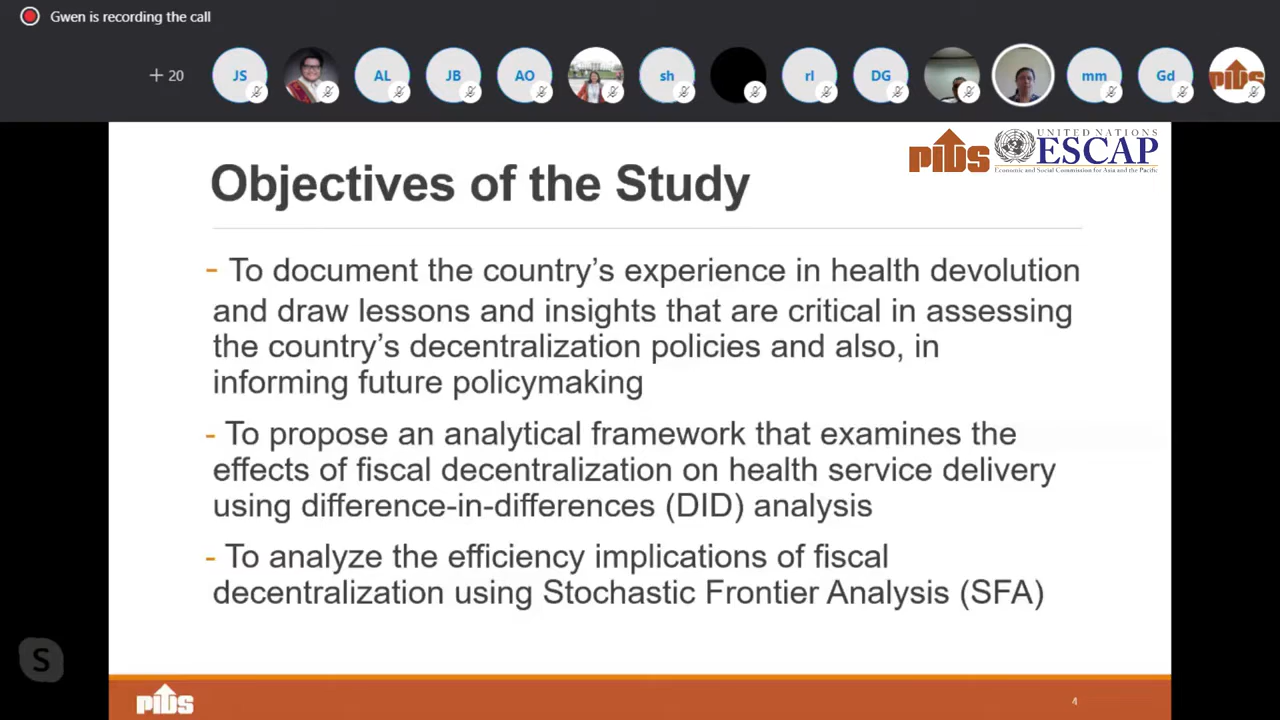 Gwen is recording the call
+ 20
JS
AL
JB
AO
sh
rl
DG
mm
Gd
PIDS
PIDS
UNITED NATIONS
ESCAP
Economic and Social Commission for Asia and the Pacific
Objectives of the Study
- To document the country’s experience in health devolution
and draw lessons and insights that are critical in assessing
the country’s decentralization policies and also, in
informing future policymaking
- To propose an analytical framework that examines the
effects of fiscal decentralization on health service delivery
using difference-in-differences (DID) analysis
- To analyze the efficiency implications of fiscal
decentralization using Stochastic Frontier Analysis (SFA)
S
PIDS
4